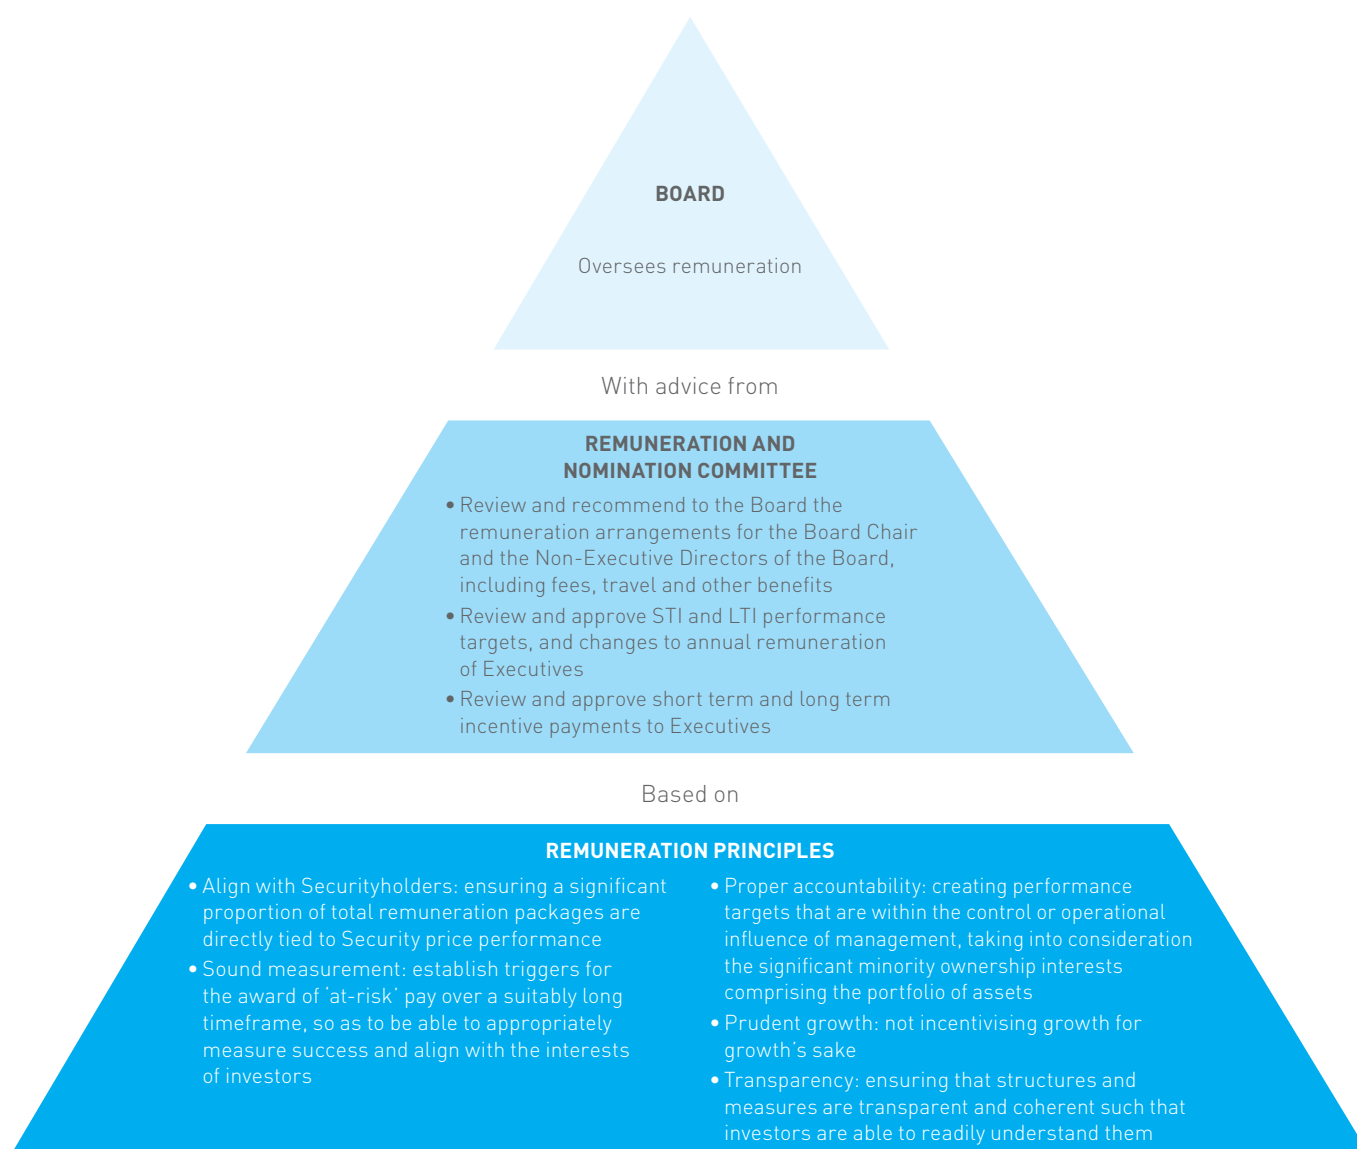 BOARD
Oversees remuneration
With advice from
REMUNERATION AND
NOMINATION COMMITTEE
• Review and recommend to the Board the
remuneration arrangements for the Board Chair
and the Non-Executive Directors of the Board,
including fees, travel and other benefits
• Review and approve STI and LTI performance
targets, and changes to annual remuneration
of Executives
• Review and approve short term and long term
incentive payments to Executives
Based on
REMUNERATION PRINCIPLES
• Align with Securityholders: ensuring a significant
proportion of total remuneration packages are
directly tied to Security price performance
• Sound measurement: establish triggers for
the award of ‘at-risk’ pay over a suitably long
timeframe, so as to be able to appropriately
measure success and align with the interests
of investors
• Proper accountability: creating performance
targets that are within the control or operational
influence of management, taking into consideration
the significant minority ownership interests
comprising the portfolio of assets
• Prudent growth: not incentivising growth for
growth’s sake
• Transparency: ensuring that structures and
measures are transparent and coherent such that
investors are able to readily understand them